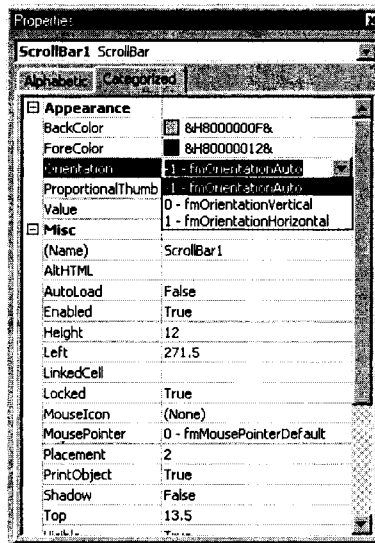 Properties
ScrollBar1 ScrollBar
Alphabetic Categorized
Appearance
BackColor &H8000000F&
ForeColor &H80000012&
Orientation -1 - fmOrientationAuto
ProportionalThumb -1 - fmOrientationAuto
0 - fmOrientationVertical
Value 1 - fmOrientationHorizontal
Misc
(Name) ScrollBar1
AltHTML
AutoLoad False
Enabled True
Height 12
Left 271.5
LinkedCell
Locked True
MouseIcon (None)
MousePointer 0 - fmMousePointerDefault
Placement 2
PrintObject True
Shadow False
Top 13.5